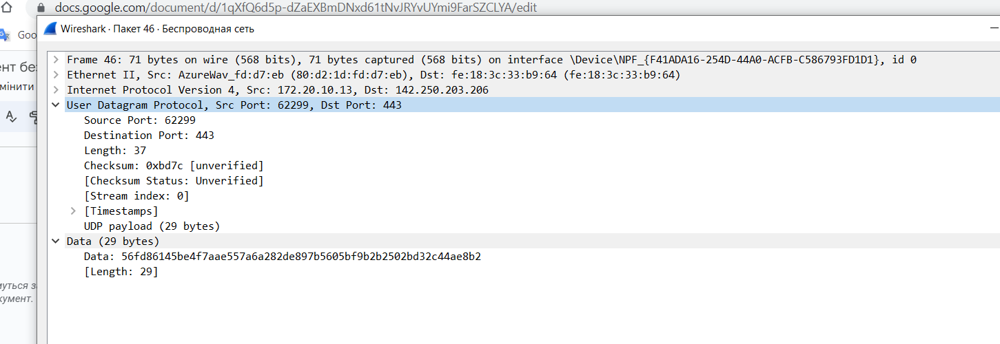 docs.google.com/document/d/1qXfQ6d5p-dZaEXBmDNxd61tNvJRYvUYmi9FarSZCLYA/edit
Goo
Wireshark · Пакет 46 · Беспроводная сеть
ент без
мінити
Frame 46: 71 bytes on wire (568 bits), 71 bytes captured (568 bits) on interface \Device\NPF_{F41ADA16-254D-44A0-ACFB-C586793FD1D1}, id 0
Ethernet II, Src: AzureWav_fd:d7:eb (80:d2:1d:fd:d7:eb), Dst: fe:18:3c:33:b9:64 (fe:18:3c:33:b9:64)
Internet Protocol Version 4, Src: 172.20.10.13, Dst: 142.250.203.206
User Datagram Protocol, Src Port: 62299, Dst Port: 443
Source Port: 62299
Destination Port: 443
Length: 37
Checksum: 0xbd7c [unverified]
[Checksum Status: Unverified]
[Stream index: 0]
[Timestamps]
UDP payload (29 bytes)
Data (29 bytes)
Data: 56fd86145be4f7aae557a6a282de897b5605bf9b2b2502bd32c44ae8b2
[Length: 29]
муться з
кумент.